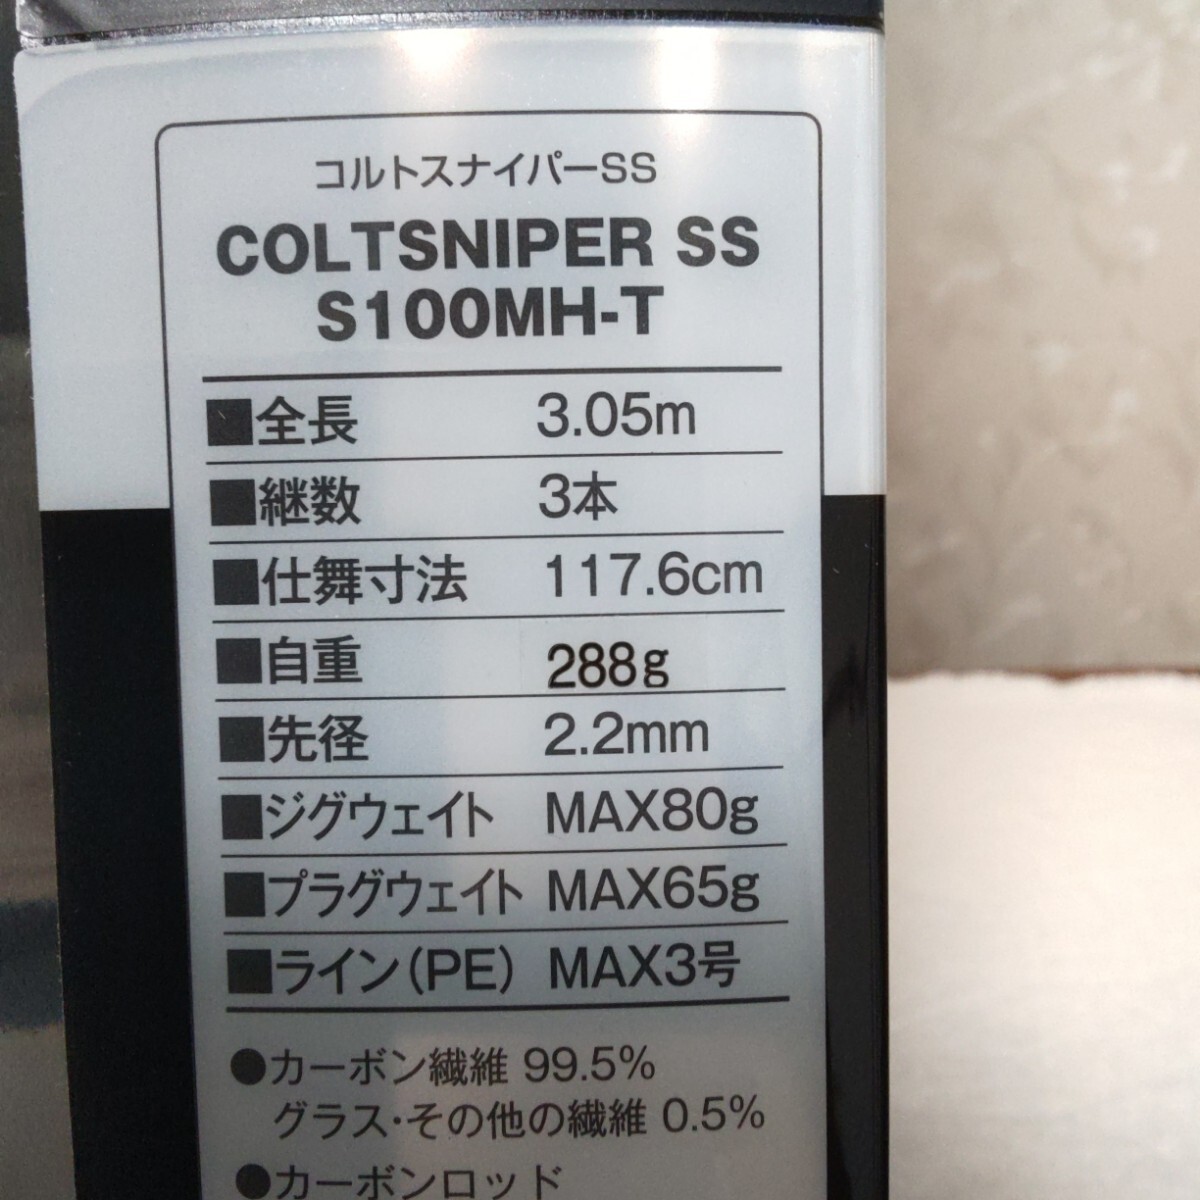 コルトスナイパーSS
COLTSNIPER SS
S100MH-T
■全長 3.05m
■継数 3本
■仕舞寸法 117.6cm
■自重 288g
■先径 2.2mm
■ジグウェイト MAX80g
■プラグウェイト MAX65g
■ライン(PE) MAX3号
●カーボン繊維 99.5%
グラス・その他の繊維 0.5%
●カーボンロッド